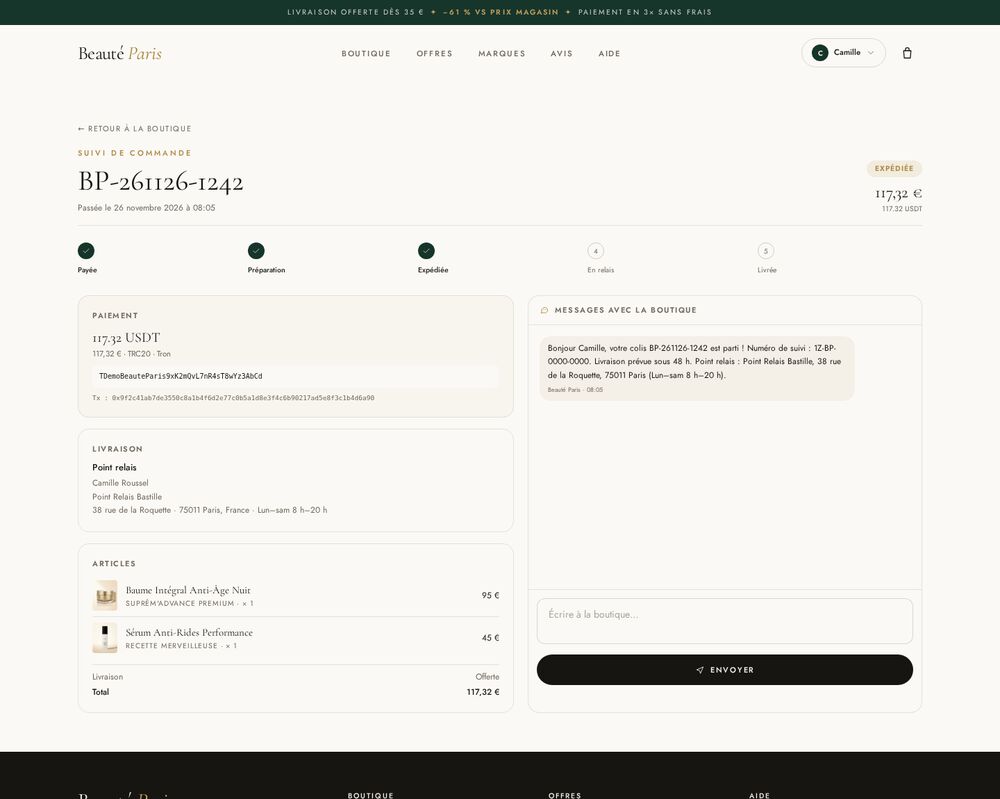 LIVRAISON OFFERTE DÈS 35 € ✦ −61 % VS PRIX MAGASIN ✦ PAIEMENT EN 3× SANS FRAIS
Beauté Paris
BOUTIQUE OFFRES MARQUES AVIS AIDE
C Camille
← RETOUR À LA BOUTIQUE
SUIVI DE COMMANDE
BP-261126-1242
Passée le 26 novembre 2026 à 08:05
EXPÉDIÉE
117,32 €
117.32 USDT
Payée
Préparation
Expédiée
4
En relais
5
Livrée
PAIEMENT
117.32 USDT
117,32 € · TRC20 · Tron
TDemoBeauteParis9xK2mQvL7nR4sT8wYz3AbCd
Tx : 0x9f2c41ab7de3550c8a1b4f6d2e77c0b5a1d8e3f4c6b90217ad5e8f3c1b4d6a90
LIVRAISON
Point relais
Camille Roussel
Point Relais Bastille
38 rue de la Roquette · 75011 Paris, France · Lun–sam 8 h–20 h
ARTICLES
Baume Intégral Anti-Âge Nuit
SUPRÉM'ADVANCE PREMIUM · × 1
95 €
Sérum Anti-Rides Performance
RECETTE MERVEILLEUSE · × 1
45 €
Livraison Offerte
Total 117,32 €
MESSAGES AVEC LA BOUTIQUE
Bonjour Camille, votre colis BP-261126-1242 est parti ! Numéro de suivi : 1Z-BP-
0000-0000. Livraison prévue sous 48 h. Point relais : Point Relais Bastille, 38 rue
de la Roquette, 75011 Paris (Lun–sam 8 h–20 h).
Beauté Paris · 08:05
Écrire à la boutique…
ENVOYER
BOUTIQUE OFFRES AIDE